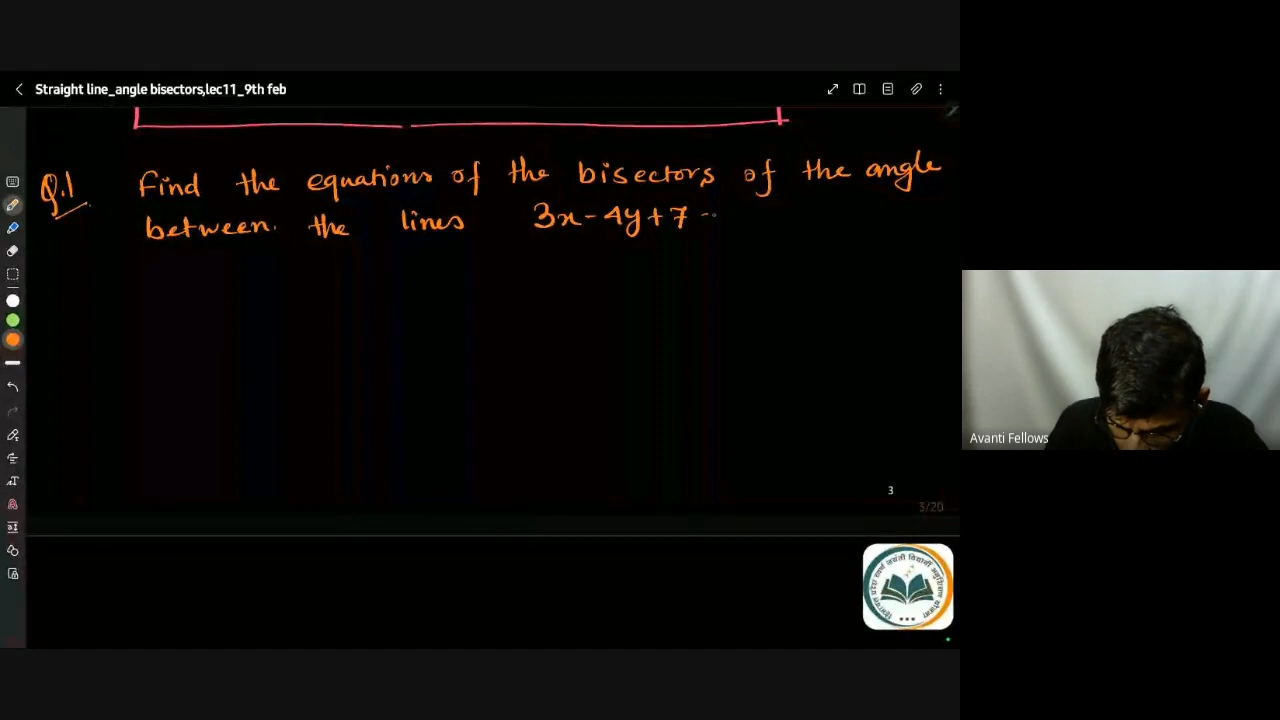 Straight line_angle bisectors,lec11_9th feb
Q.1 Find the equations of the bisectors of the angle
between the lines 3x - 4y + 7 -
Avanti Fellows
3
3/20